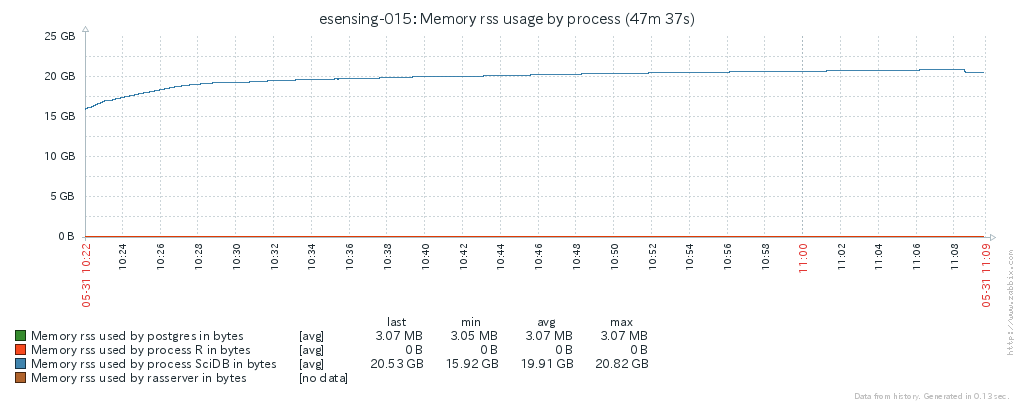 esensing-015: Memory rss usage by process (47m 37s)
25 GB
20 GB
15 GB
10 GB
5 GB
0 B
05-31 10:22
10:24
10:26
10:28
10:30
10:32
10:34
10:36
10:38
10:40
10:42
10:44
10:46
10:48
10:50
10:52
10:54
10:56
10:58
11:00
11:02
11:04
11:06
11:08
05-31 11:09
last min avg max
Memory rss used by postgres in bytes [avg] 3.07 MB 3.05 MB 3.07 MB 3.07 MB
Memory rss used by process R in bytes [avg] 0 B 0 B 0 B 0 B
Memory rss used by process SciDB in bytes [avg] 20.53 GB 15.92 GB 19.91 GB 20.82 GB
Memory rss used by rasserver in bytes [no data]
http://www.zabbix.com
Data from history. Generated in 0.13 sec.